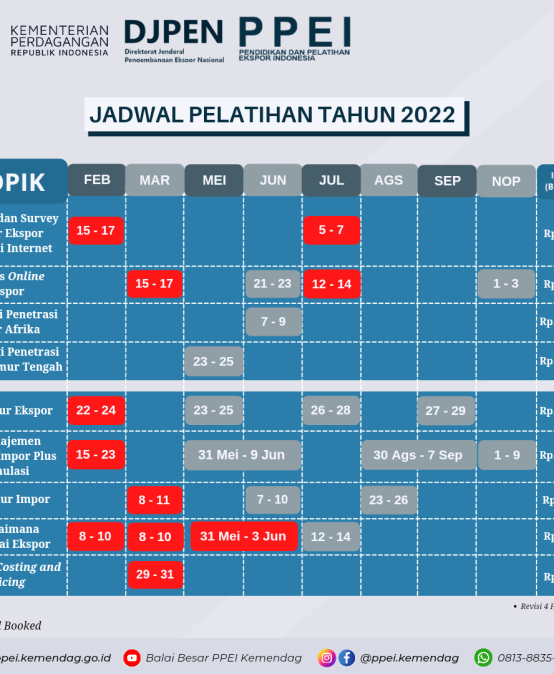 KEMENTERIAN
PERDAGANGAN
REPUBLIK INDONESIA
DJPEN
Direktorat Jenderal
Pengembangan Ekspor Nasional
PPEI
PENDIDIKAN DAN PELATIHAN
EKSPOR INDONESIA
JADWAL PELATIHAN TAHUN 2022
OPIK FEB MAR MEI JUN JUL AGS SEP NOP
(B
dan Survey
r Ekspor
i Internet
15 - 17 5 - 7 Rp
s Online
spor
15 - 17 21 - 23 12 - 14 1 - 3 Rp
i Penetrasi
r Afrika
7 - 9 Rp
gi Penetrasi
mur Tengah
23 - 25 Rp
ur Ekspor 22 - 24 23 - 25 26 - 28 27 - 29 Rp
ajemen
Impor Plus
mulasi
15 - 23 31 Mei - 9 Jun 30 Ags - 7 Sep 1 - 9 Rp
ur Impor 8 - 11 7 - 10 23 - 26 Rp
aimana
ai Ekspor
8 - 10 8 - 10 31 Mei - 3 Jun 12 - 14 Rp
Costing and
icing
29 - 31 Rp
• Revisi 4 F
l Booked
ppei.kemendag.go.id Balai Besar PPEI Kemendag @ppei.kemendag 0813-8835-